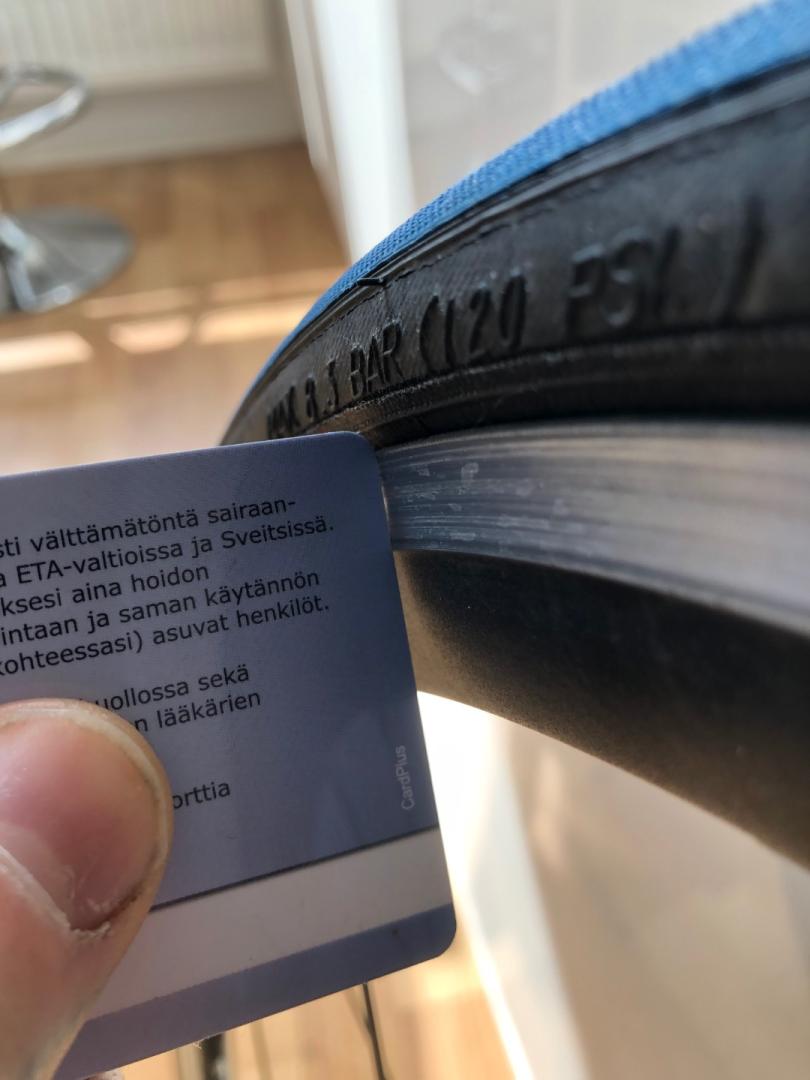 MAX 8.3 BAR (120 PSI.)
sti välttämätöntä sairaan-
a ETA-valtioissa ja Sveitsissä.
ksesi aina hoidon
intaan ja saman käytännön
kohteessasi) asuvat henkilöt.
uollossa sekä
n lääkärien
orttia
CardPlus